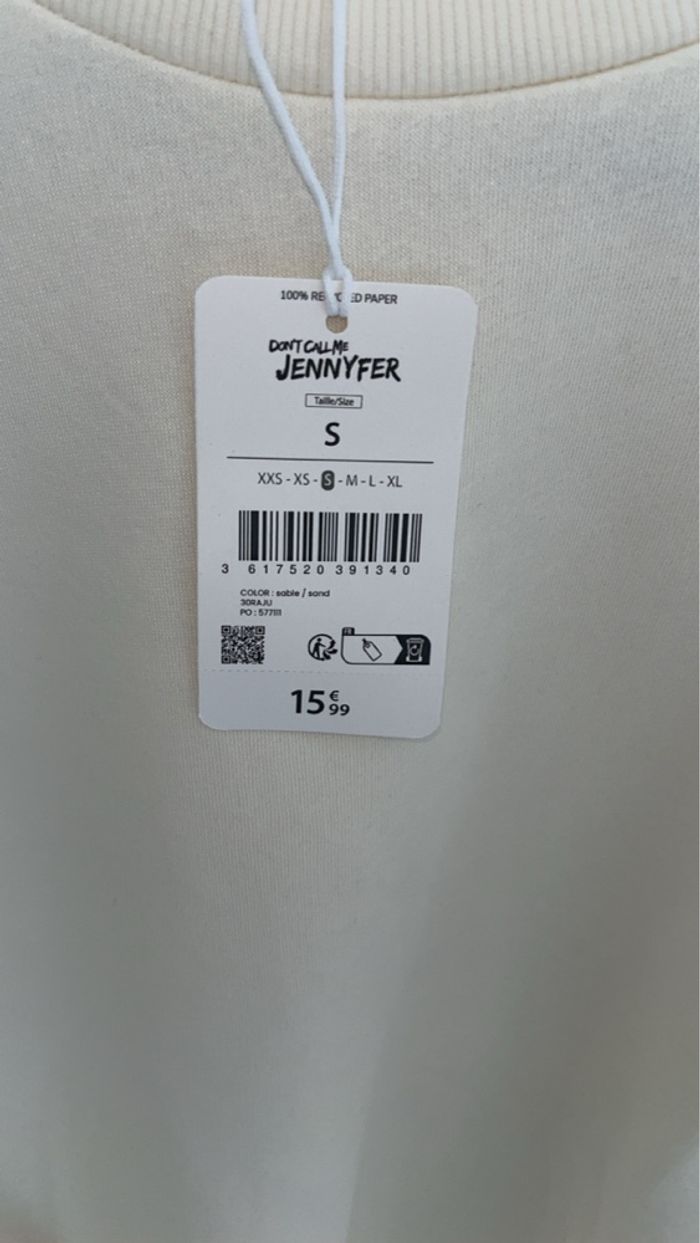 100% RECYCLED PAPER
DON'T CALL ME
JENNYFER
Taille/Size
S
XXS - XS - S - M - L - XL
3 617520 391340
COLOR : sable / sand
30RAJU
PO : 577111
FR
15€99